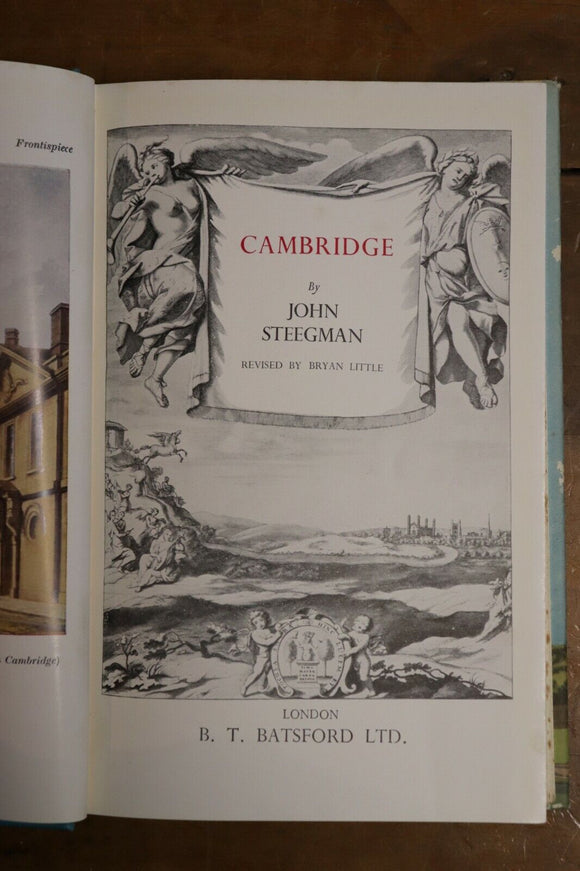 Frontispiece
Cambridge)
CAMBRIDGE
By
JOHN
STEEGMAN
REVISED BY BRYAN LITTLE
LONDON
B. T. BATSFORD LTD.